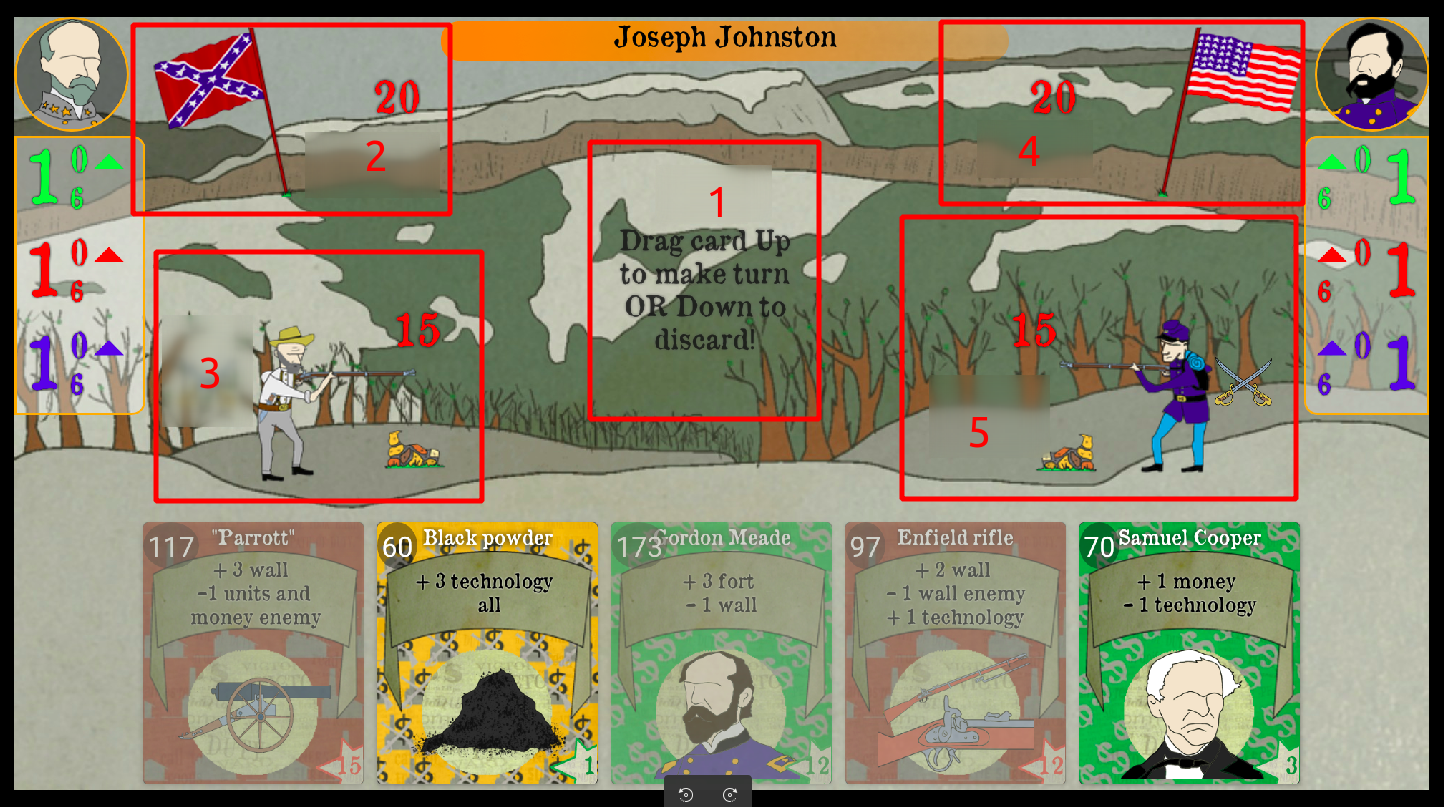 Joseph Johnston
20
20
2
4
1
0
6
1
0
6
1
0
6
0
6
1
0
6
1
0
6
1
1
Drag card Up
to make turn
OR Down to
discard!
15
15
3
5
117 "Parrott"
+ 3 wall
-1 units and
money enemy
15
60 Black powder
+ 3 technology
all
1
173 Gordon Meade
+ 3 fort
- 1 wall
12
97 Enfield rifle
+ 2 wall
- 1 wall enemy
+ 1 technology
12
70 Samuel Cooper
+ 1 money
- 1 technology
3